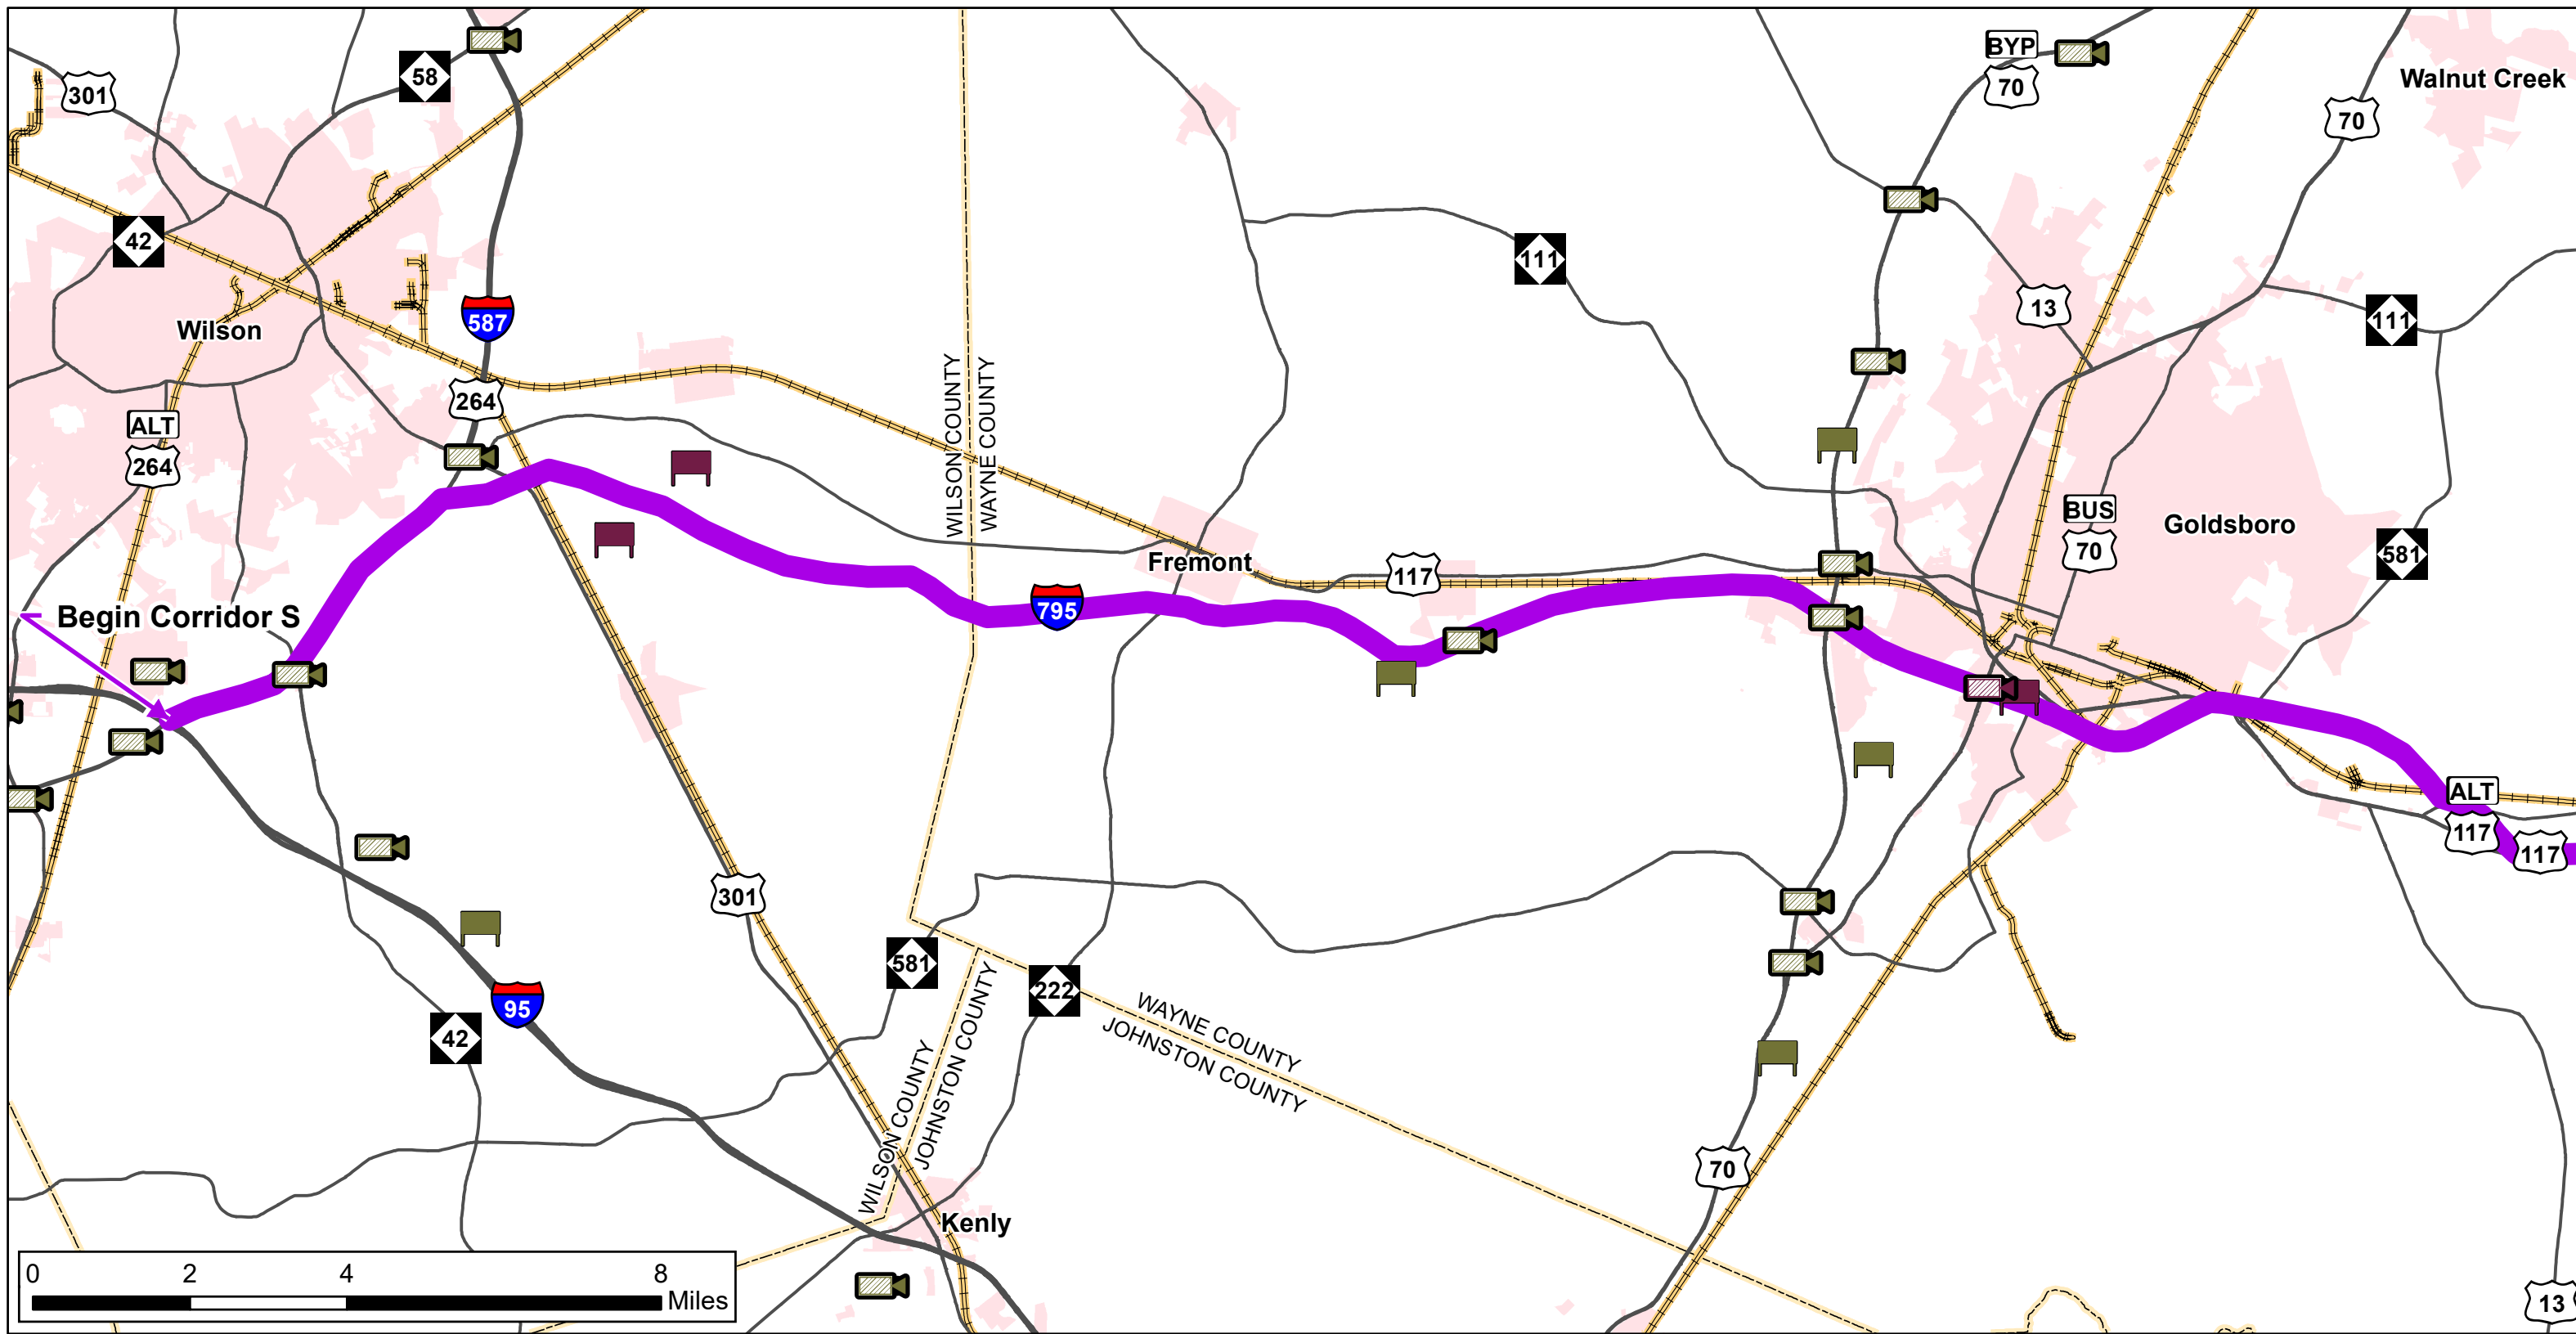 58
BYP
70
Walnut Creek
301
70
42
111
13
111
587
Wilson
264
WILSON COUNTY
WAYNE COUNTY
ALT
264
BUS
70
Goldsboro
581
Fremont
117
795
Begin Corridor S
ALT
117
117
301
581
222
95
42
WAYNE COUNTY
JOHNSTON COUNTY
WILSON COUNTY
JOHNSTON COUNTY
70
Kenly
13
0 2 4 8
Miles